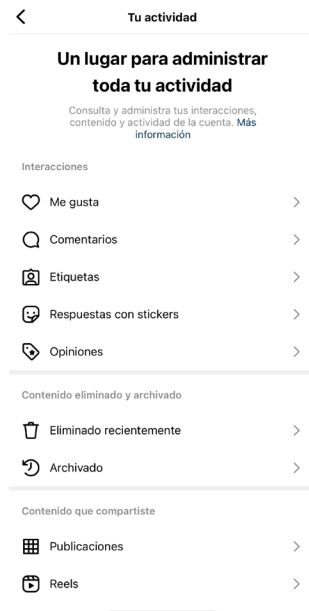 Tu actividad
Un lugar para administrar
toda tu actividad
Consulta y administra tus interacciones,
contenido y actividad de la cuenta. Más
información
Interacciones
Me gusta
Comentarios
Etiquetas
Respuestas con stickers
Opiniones
Contenido eliminado y archivado
Eliminado recientemente
Archivado
Contenido que compartiste
Publicaciones
Reels